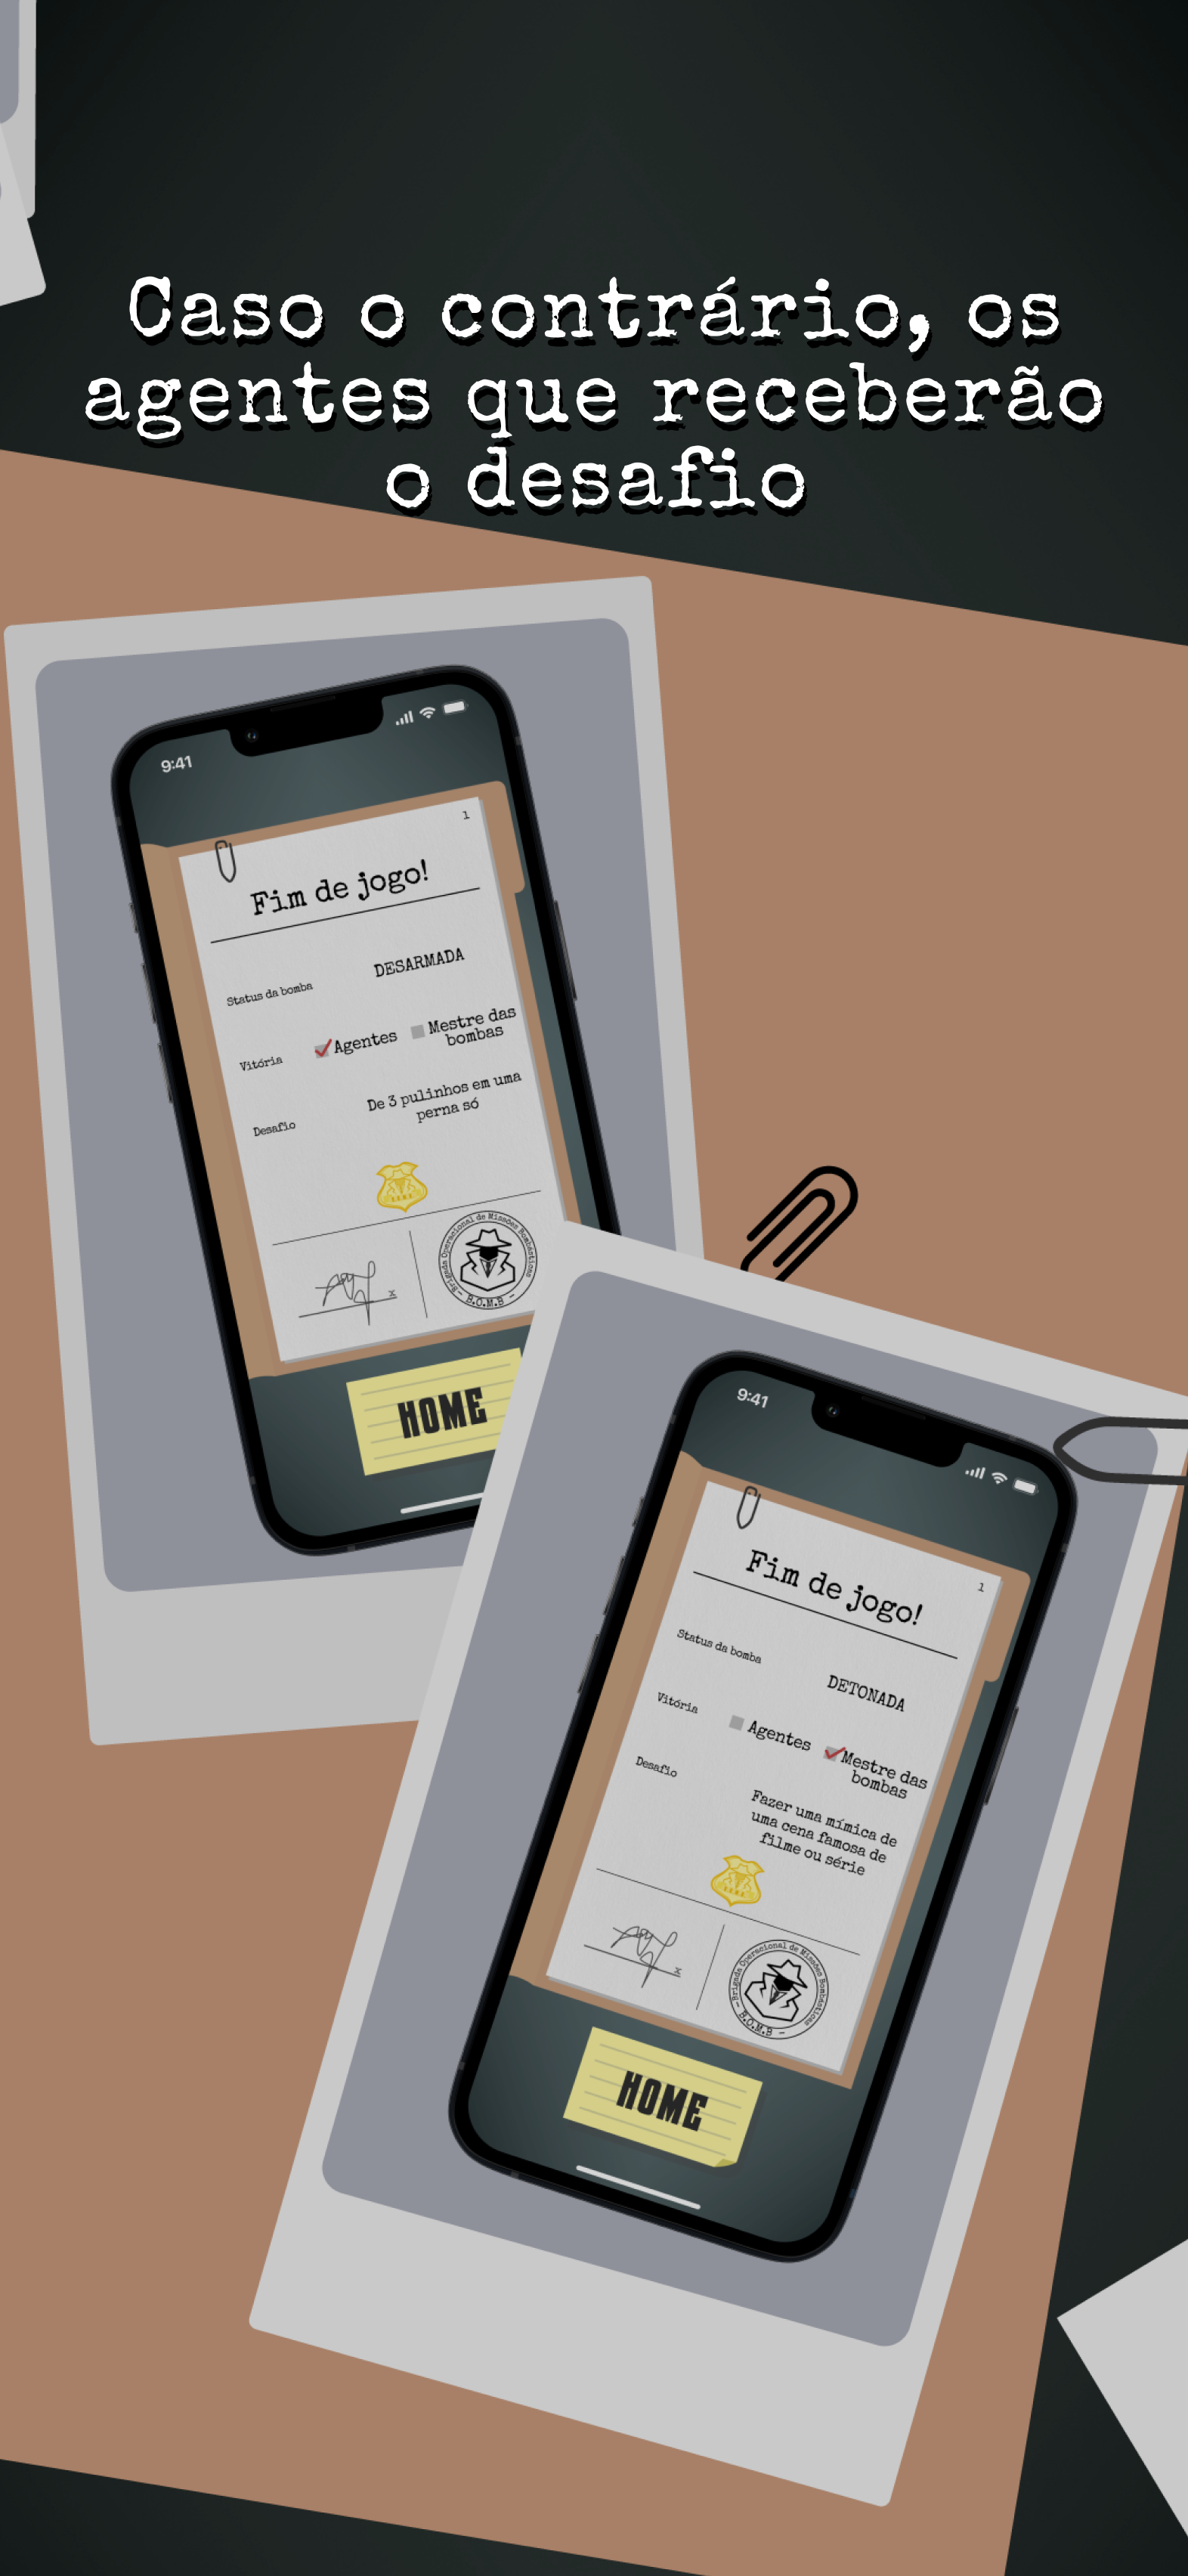 Caso o contrário, os
agentes que receberão
o desafio
9:41
1
Fim de jogo!
Status da bomba
DESARMADA
Vitória
Agentes
Mestre das
bombas
Desafio
De 3 pulinhos em uma
perna só
x
Brigada Operacional de Missões Bombásticas
- B.O.M.B -
HOME
9:41
1
Fim de jogo!
Status da bomba
DETONADA
Vitória
Agentes
Mestre das
bombas
Desafio
Fazer uma mímica de
uma cena famosa de
filme ou série
x
Brigada Operacional de Missões Bombásticas
- B.O.M.B -
HOME